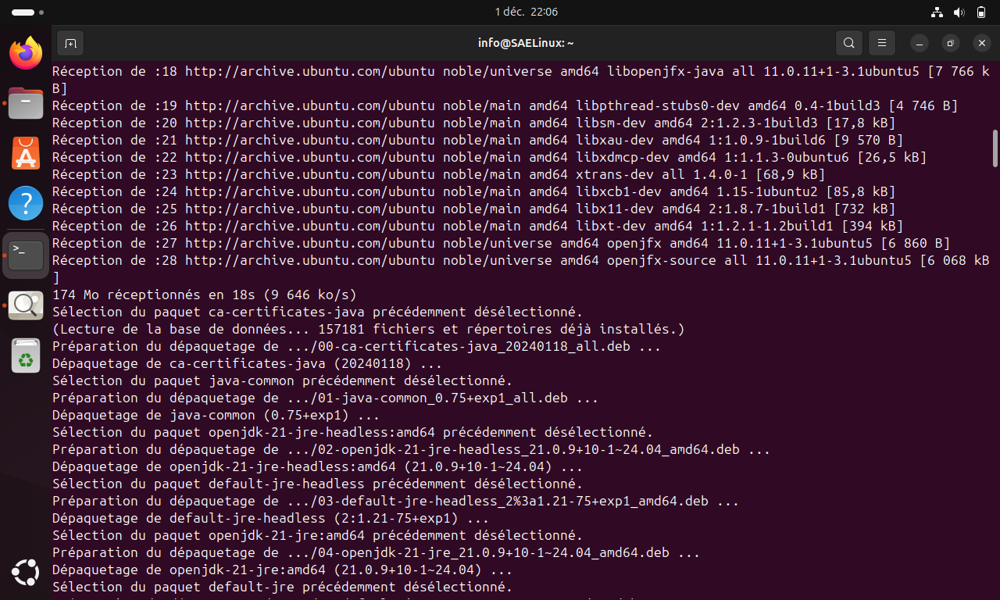 1 déc. 22:06
info@SAELinux: ~
Réception de :18 http://archive.ubuntu.com/ubuntu noble/universe amd64 libopenjfx-java all 11.0.11+1-3.1ubuntu5 [7 766 k
B]
Réception de :19 http://archive.ubuntu.com/ubuntu noble/main amd64 libpthread-stubs0-dev amd64 0.4-1build3 [4 746 B]
Réception de :20 http://archive.ubuntu.com/ubuntu noble/main amd64 libsm-dev amd64 2:1.2.3-1build3 [17,8 kB]
Réception de :21 http://archive.ubuntu.com/ubuntu noble/main amd64 libxau-dev amd64 1:1.0.9-1build6 [9 570 B]
Réception de :22 http://archive.ubuntu.com/ubuntu noble/main amd64 libxdmcp-dev amd64 1:1.1.3-0ubuntu6 [26,5 kB]
Réception de :23 http://archive.ubuntu.com/ubuntu noble/main amd64 xtrans-dev all 1.4.0-1 [68,9 kB]
Réception de :24 http://archive.ubuntu.com/ubuntu noble/main amd64 libxcb1-dev amd64 1.15-1ubuntu2 [85,8 kB]
Réception de :25 http://archive.ubuntu.com/ubuntu noble/main amd64 libx11-dev amd64 2:1.8.7-1build1 [732 kB]
Réception de :26 http://archive.ubuntu.com/ubuntu noble/main amd64 libxt-dev amd64 1:1.2.1-1.2build1 [394 kB]
Réception de :27 http://archive.ubuntu.com/ubuntu noble/universe amd64 openjfx amd64 11.0.11+1-3.1ubuntu5 [6 860 B]
Réception de :28 http://archive.ubuntu.com/ubuntu noble/universe amd64 openjfx-source all 11.0.11+1-3.1ubuntu5 [6 068 kB
]
174 Mo réceptionnés en 18s (9 646 ko/s)
Sélection du paquet ca-certificates-java précédemment désélectionné.
(Lecture de la base de données... 157181 fichiers et répertoires déjà installés.)
Préparation du dépaquetage de .../00-ca-certificates-java_20240118_all.deb ...
Dépaquetage de ca-certificates-java (20240118) ...
Sélection du paquet java-common précédemment désélectionné.
Préparation du dépaquetage de .../01-java-common_0.75+exp1_all.deb ...
Dépaquetage de java-common (0.75+exp1) ...
Sélection du paquet openjdk-21-jre-headless:amd64 précédemment désélectionné.
Préparation du dépaquetage de .../02-openjdk-21-jre-headless_21.0.9+10-1~24.04_amd64.deb ...
Dépaquetage de openjdk-21-jre-headless:amd64 (21.0.9+10-1~24.04) ...
Sélection du paquet default-jre-headless précédemment désélectionné.
Préparation du dépaquetage de .../03-default-jre-headless_2%3a1.21-75+exp1_amd64.deb ...
Dépaquetage de default-jre-headless (2:1.21-75+exp1) ...
Sélection du paquet openjdk-21-jre:amd64 précédemment désélectionné.
Préparation du dépaquetage de .../04-openjdk-21-jre_21.0.9+10-1~24.04_amd64.deb ...
Dépaquetage de openjdk-21-jre:amd64 (21.0.9+10-1~24.04) ...
Sélection du paquet default-jre précédemment désélectionné.